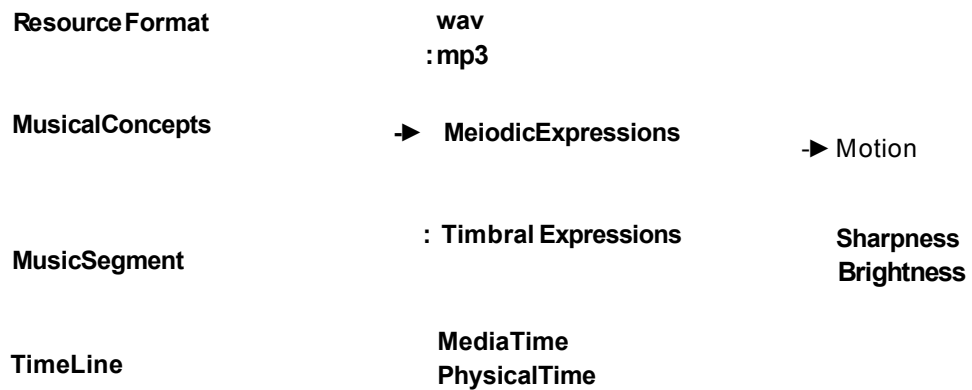 ResourceFormat
wav
:mp3
MusicalConcepts
-► MeiodicExpressions
-► Motion
: Timbral Expressions
Sharpness
MusicSegment
Brightness
MediaTime
TimeLine
PhysicalTime